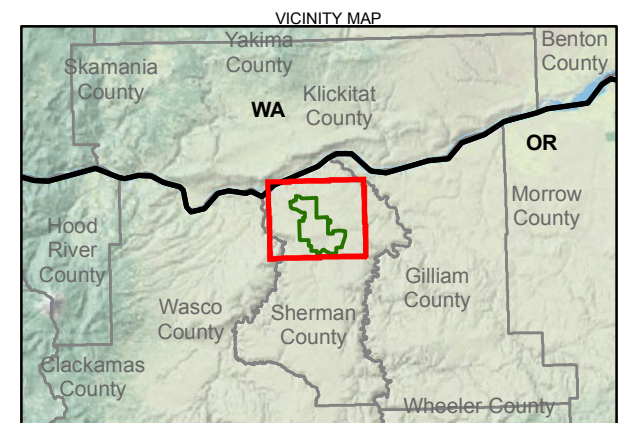 VICINITY MAP
Yakima
County
Benton
County
Skamania
County
Klickitat
County
WA
OR
Morrow
County
Hood
River
County
Gilliam
County
Wasco
County
Sherman
County
Clackamas
County
Wheeler County